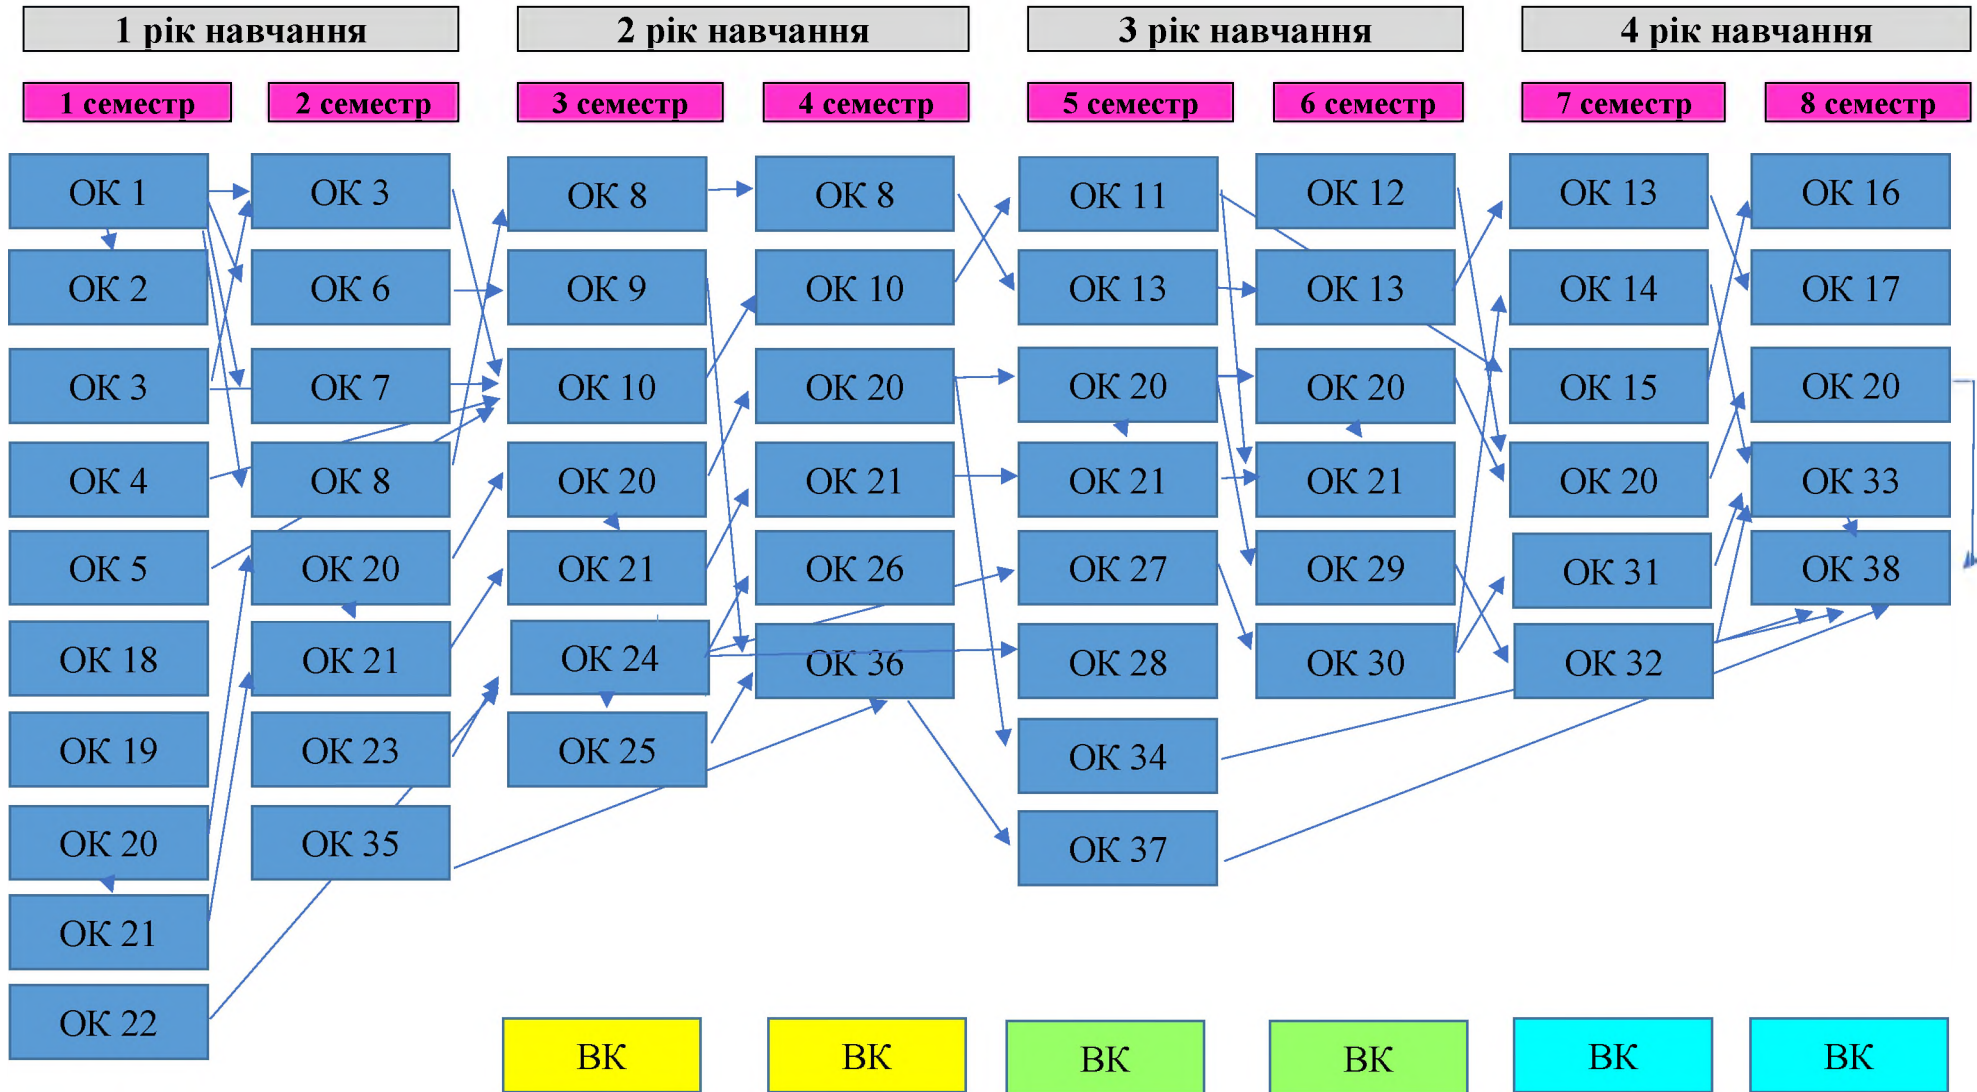 1 рік навчання 2 рік навчання 3 рік навчання 4 рік навчання
1 семестр 2 семестр 3 семестр 4 семестр 5 семестр 6 семестр 7 семестр 8 семестр
ОК 1 ОК 3 ОК 8 ОК 8 ОК 11 ОК 12 ОК 13 ОК 16
ОК 2 ОК 6 ОК 9 ОК 10 ОК 13 ОК 13 ОК 14 ОК 17
ОК 3 ОК 7 ОК 10 ОК 20 ОК 20 ОК 20 ОК 15 ОК 20
ОК 4 ОК 8 ОК 20 ОК 21 ОК 21 ОК 21 ОК 20 ОК 33
ОК 5 ОК 20 ОК 21 ОК 26 ОК 27 ОК 29 ОК 31 ОК 38
ОК 18 ОК 21 ОК 24 ОК 36 ОК 28 ОК 30 ОК 32
ОК 19 ОК 23 ОК 25 ОК 34
ОК 20 ОК 35 ОК 37
ОК 21
ОК 22
ВК ВК ВК ВК ВК ВК